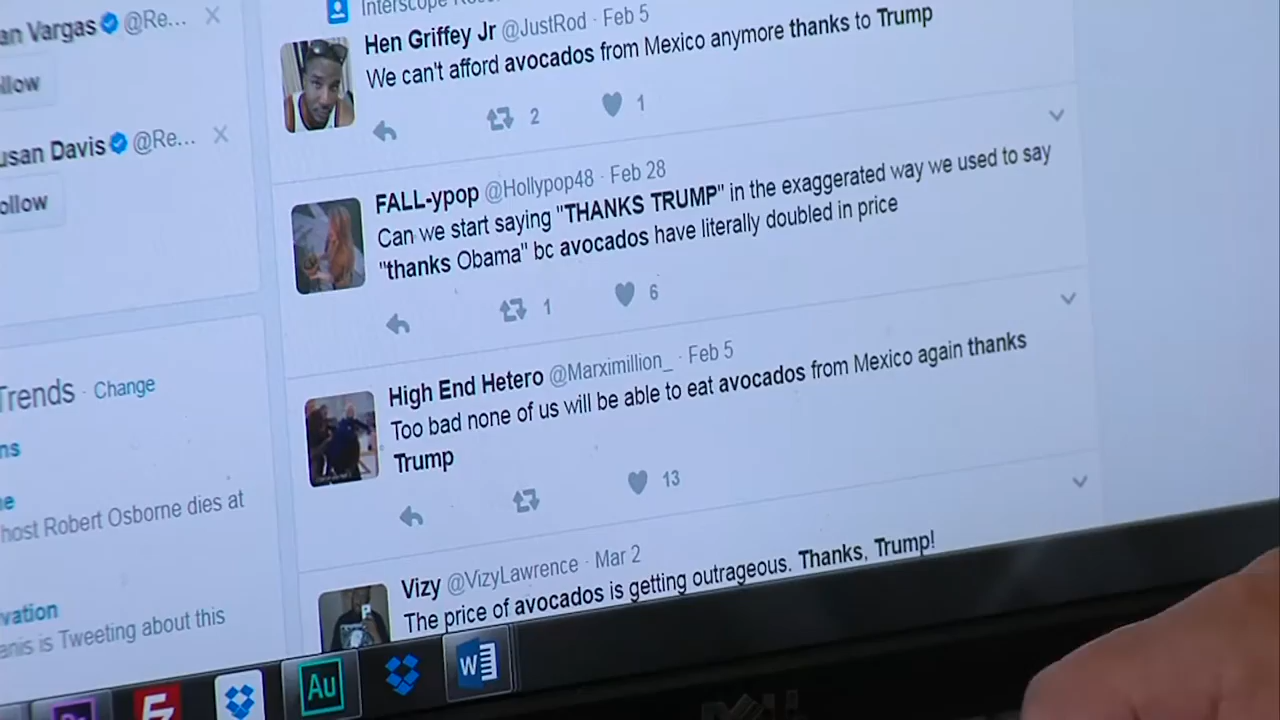 an Vargas @Re...
ollow
usan Davis @Re...
ollow
Trends · Change
ns
e
host Robert Osborne dies at
vation
anis is Tweeting about this
Interscope
Hen Griffey Jr @JustRod · Feb 5
We can't afford avocados from Mexico anymore thanks to Trump
2 1
FALL-ypop @Hollypop48 · Feb 28
Can we start saying "THANKS TRUMP" in the exaggerated way we used to say
"thanks Obama" bc avocados have literally doubled in price
1 6
High End Hetero @Marximillion_ · Feb 5
Too bad none of us will be able to eat avocados from Mexico again thanks
Trump
13
Vizy @VizyLawrence · Mar 2
The price of avocados is getting outrageous. Thanks, Trump!
Pr Fz Au W
DELL